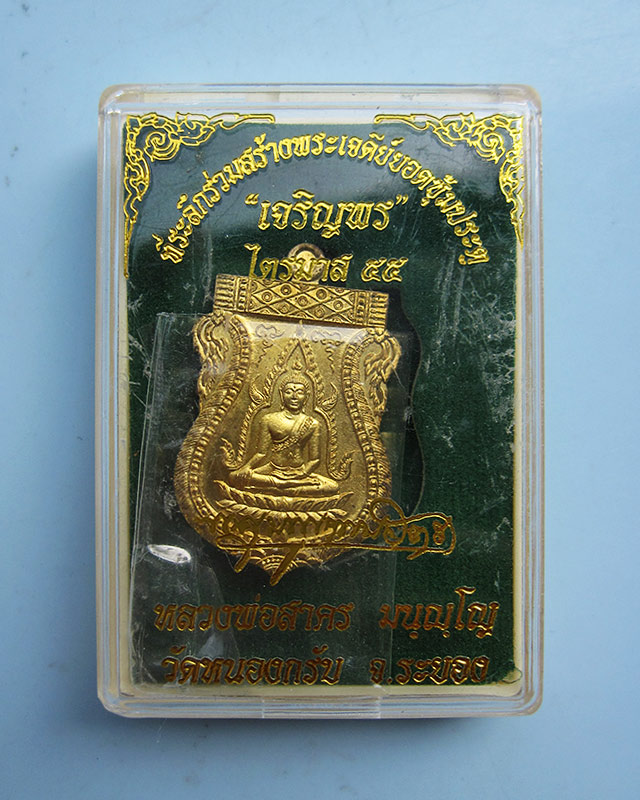 ที่ระลึกร่วมสร้างพระเจดีย์ยอดซุ้มประตู
"เจริญพร"
ไตรมาส ๕๕
หลวงพ่อสาคร มนุญฺโญ
วัดหนองกรับ จ.ระยอง